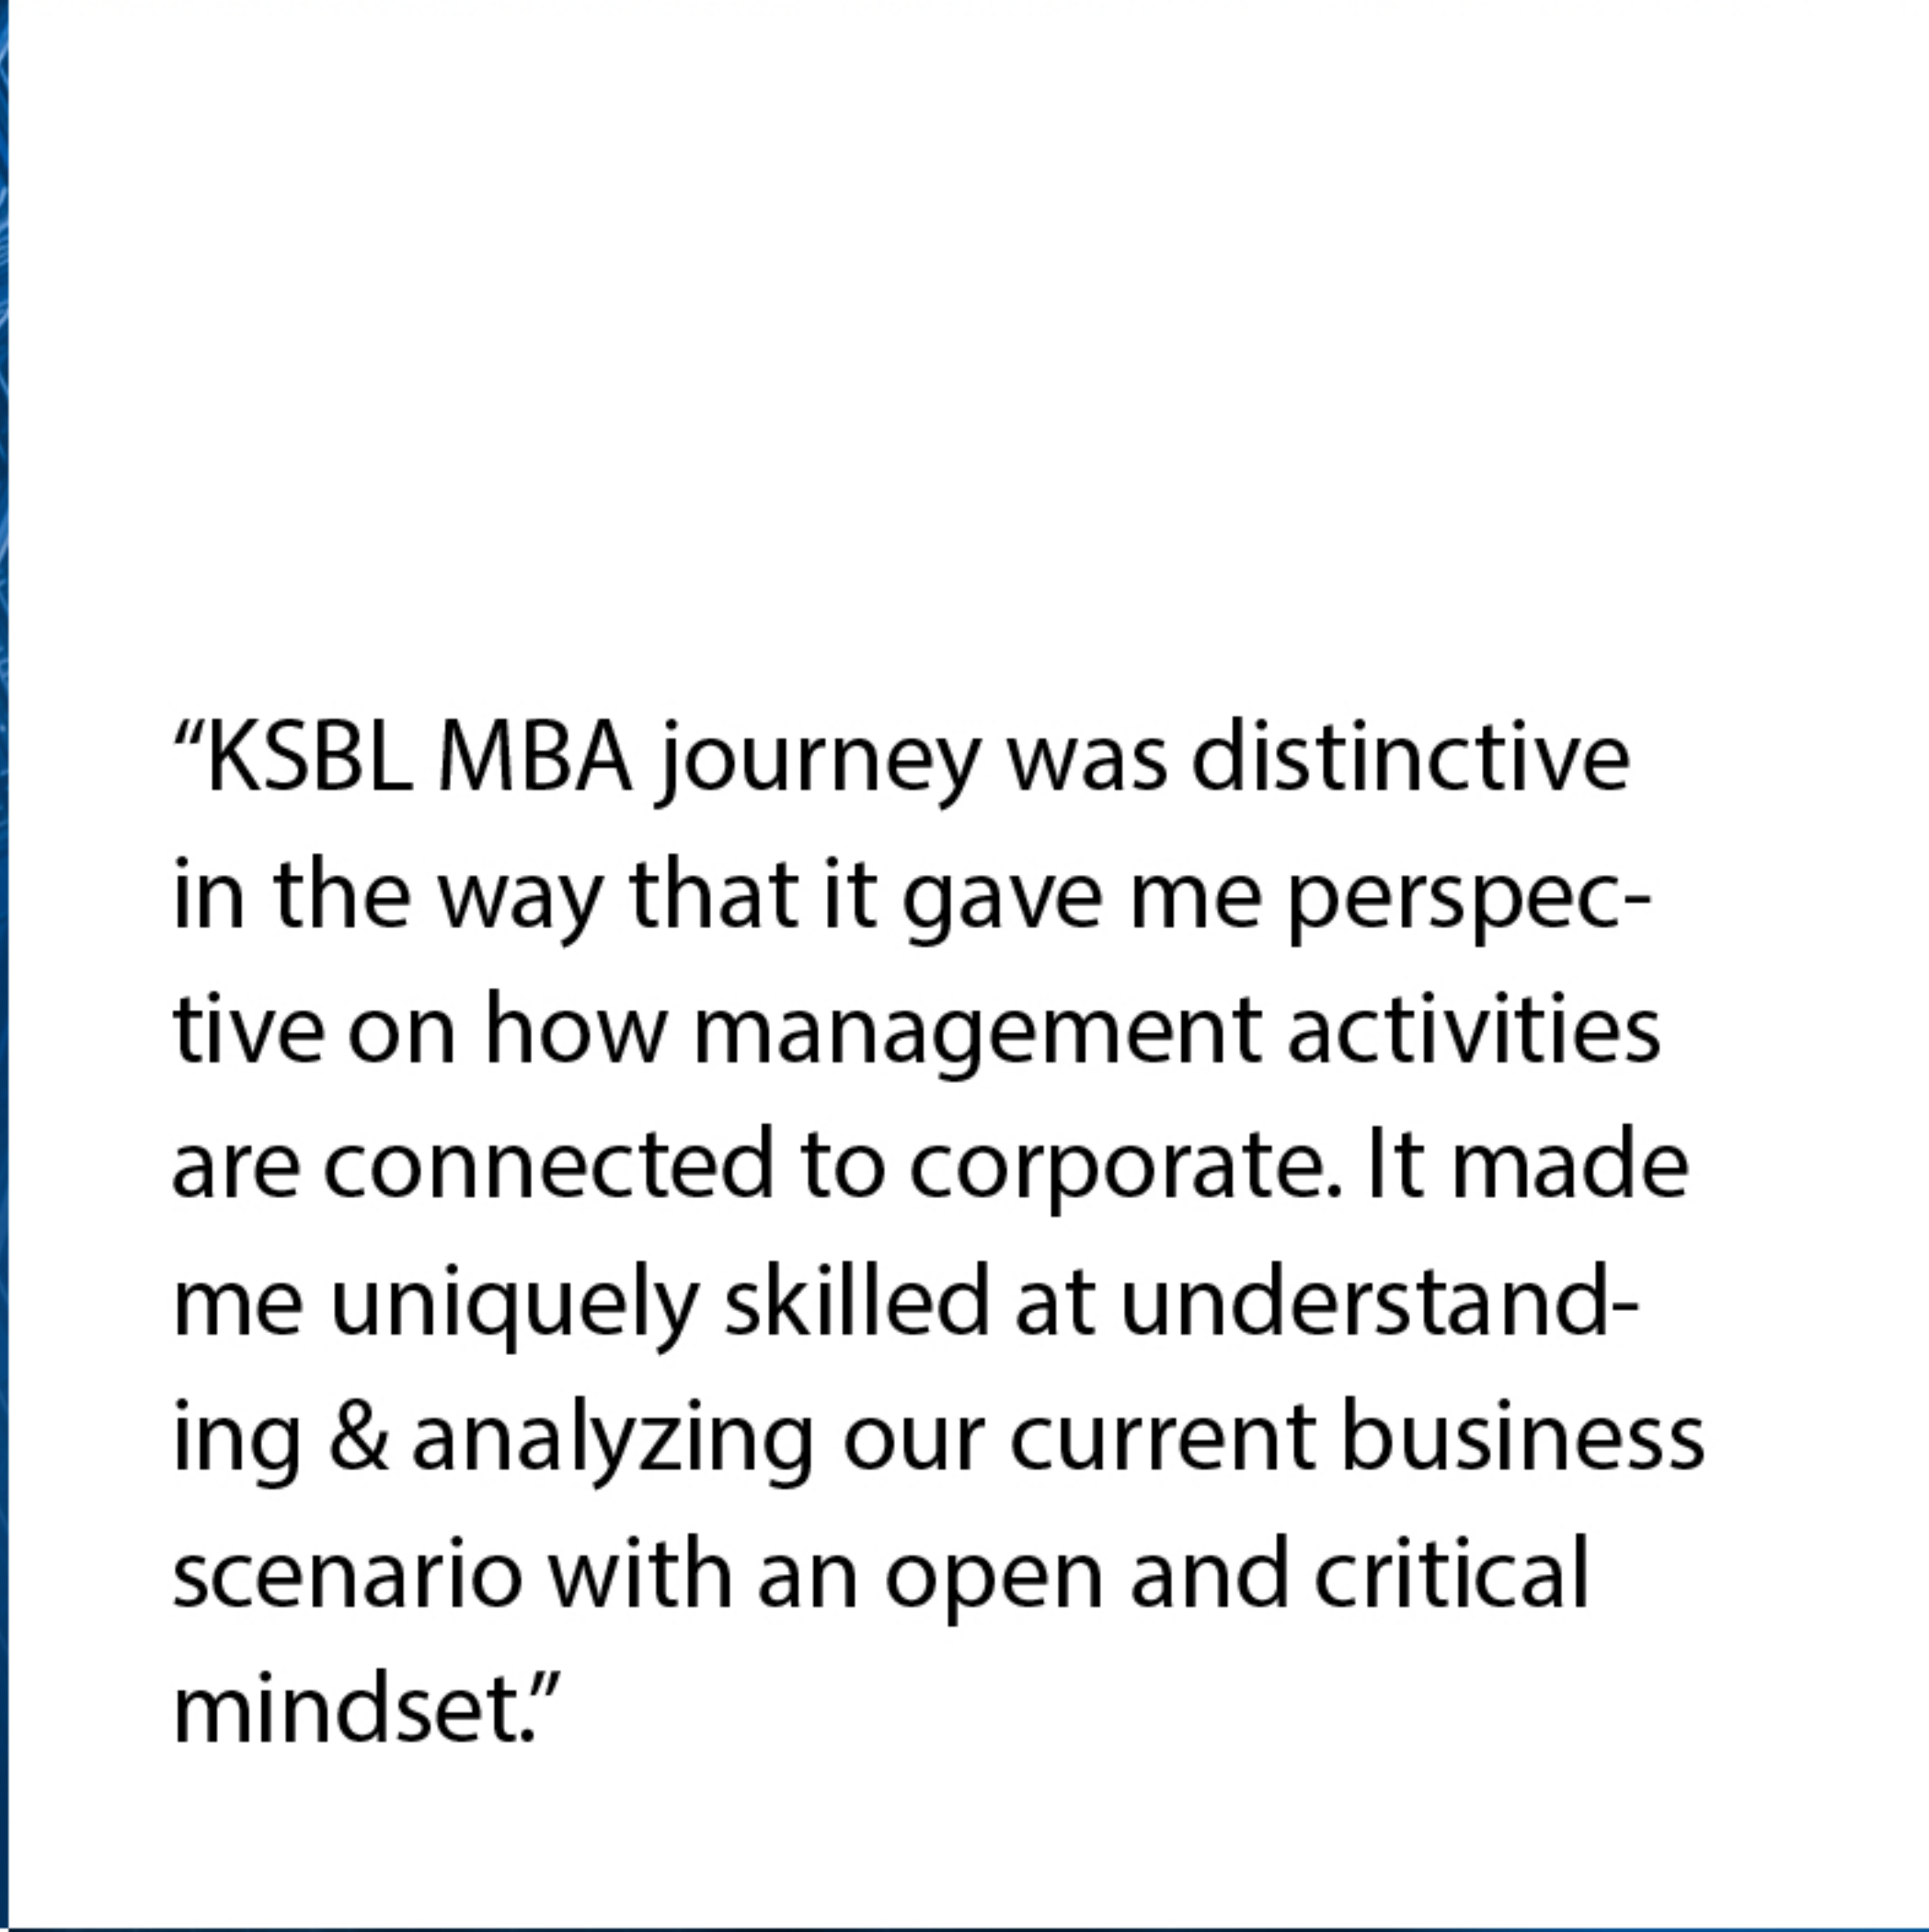 “KSBL MBA journey was distinctive
in the way that it gave me perspec-
tive on how management activities
are connected to corporate. It made
me uniquely skilled at understand-
ing & analyzing our current business
scenario with an open and critical
mindset.”